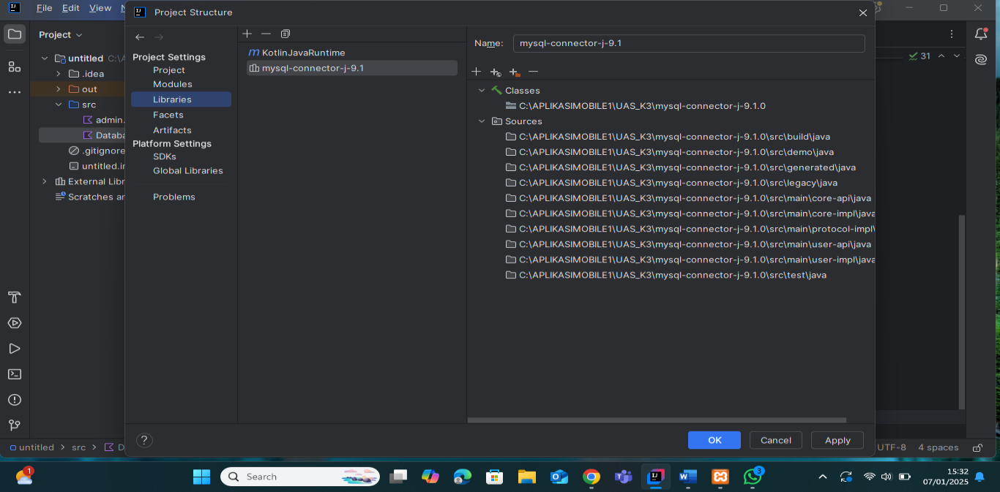 File Edit View
Project Structure
Project
untitled C:\A
.idea
out
src
admin.
Databa
.gitignore
untitled.i
External Libr
Scratches ar
Project Settings
Project
Modules
Libraries
Facets
Artifacts
Platform Settings
SDKs
Global Libraries
Problems
KotlinJavaRuntime
mysql-connector-j-9.1
Name: mysql-connector-j-9.1
Classes
C:\APLIKASIMOBILE1\UAS_K3\mysql-connector-j-9.1.0
Sources
C:\APLIKASIMOBILE1\UAS_K3\mysql-connector-j-9.1.0\src\build\java
C:\APLIKASIMOBILE1\UAS_K3\mysql-connector-j-9.1.0\src\demo\java
C:\APLIKASIMOBILE1\UAS_K3\mysql-connector-j-9.1.0\src\generated\java
C:\APLIKASIMOBILE1\UAS_K3\mysql-connector-j-9.1.0\src\legacy\java
C:\APLIKASIMOBILE1\UAS_K3\mysql-connector-j-9.1.0\src\main\core-api\java
C:\APLIKASIMOBILE1\UAS_K3\mysql-connector-j-9.1.0\src\main\core-impl\java
C:\APLIKASIMOBILE1\UAS_K3\mysql-connector-j-9.1.0\src\main\protocol-impl\
C:\APLIKASIMOBILE1\UAS_K3\mysql-connector-j-9.1.0\src\main\user-api\java
C:\APLIKASIMOBILE1\UAS_K3\mysql-connector-j-9.1.0\src\main\user-impl\java
C:\APLIKASIMOBILE1\UAS_K3\mysql-connector-j-9.1.0\src\test\java
31
?
OK
Cancel
Apply
untitled > src > D
UTF-8 4 spaces
1
Search
3
15:32
07/01/2025